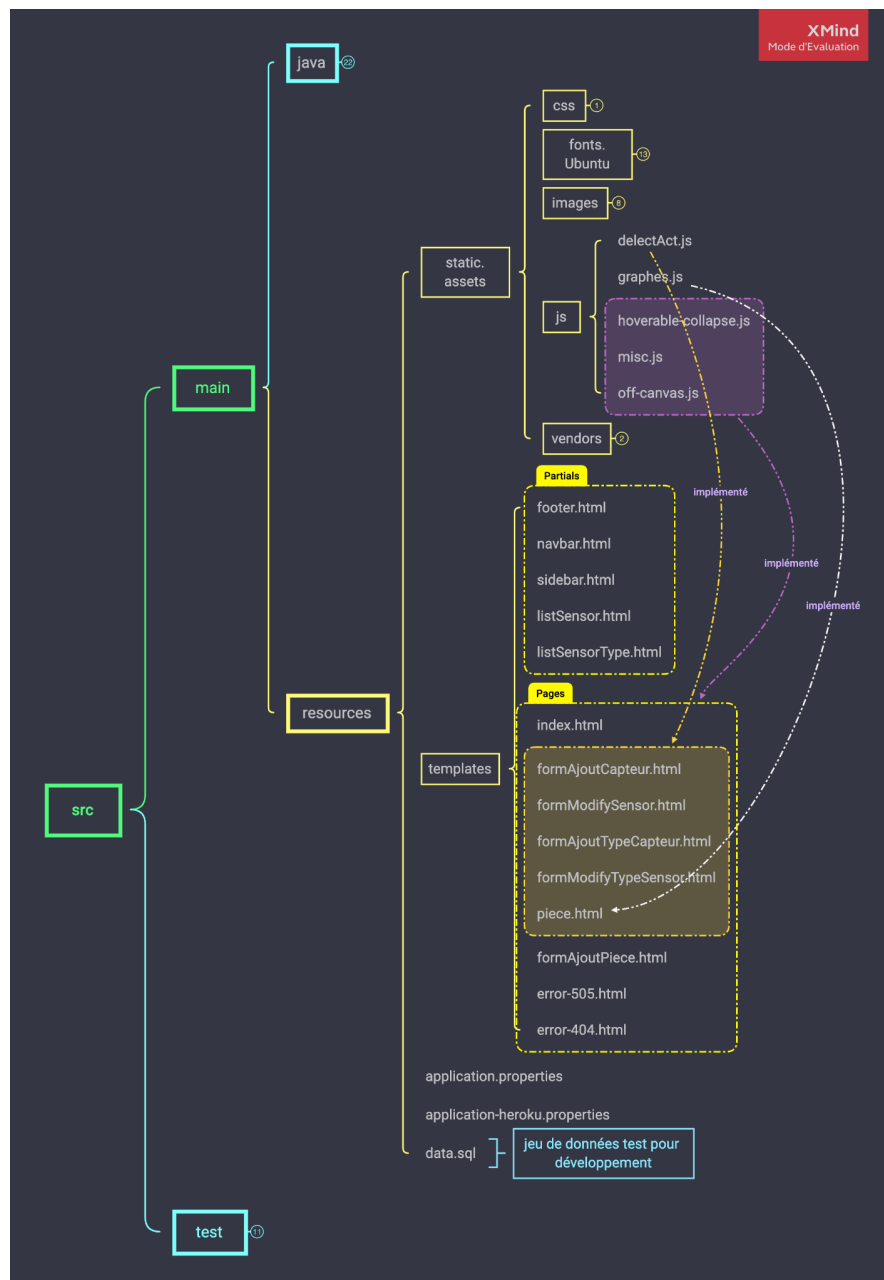 XMind
Mode d'Evaluation
java
22
css
1
fonts.
Ubuntu
13
images
8
delectAct.js
static.
assets
graphes.js
js
hoverable-collapse.js
misc.js
main
off-canvas.js
vendors
2
Partials
implémenté
footer.html
navbar.html
implémenté
sidebar.html
implémenté
listSensor.html
listSensorType.html
Pages
resources
index.html
templates
formAjoutCapteur.html
formModifySensor.html
src
formAjoutTypeCapteur.html
formModifyTypeSensor.html
piece.html
formAjoutPiece.html
error-505.html
error-404.html
application.properties
application-heroku.properties
data.sql
jeu de données test pour
développement
test
11